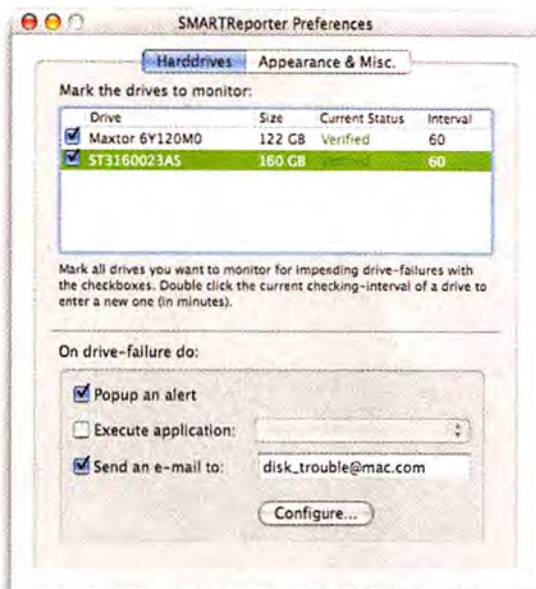 SMARTReporter Preferences
Harddrives Appearance & Misc.
Mark the drives to monitor:
Drive Size Current Status Interval
Maxtor 6Y120M0 122 GB Verified 60
ST3160023AS 160 GB Verified 60
Mark all drives you want to monitor for impending drive-failures with
the checkboxes. Double click the current checking-interval of a drive to
enter a new one (in minutes).
On drive-failure do:
Popup an alert
Execute application:
Send an e-mail to: disk_trouble@mac.com
Configure...